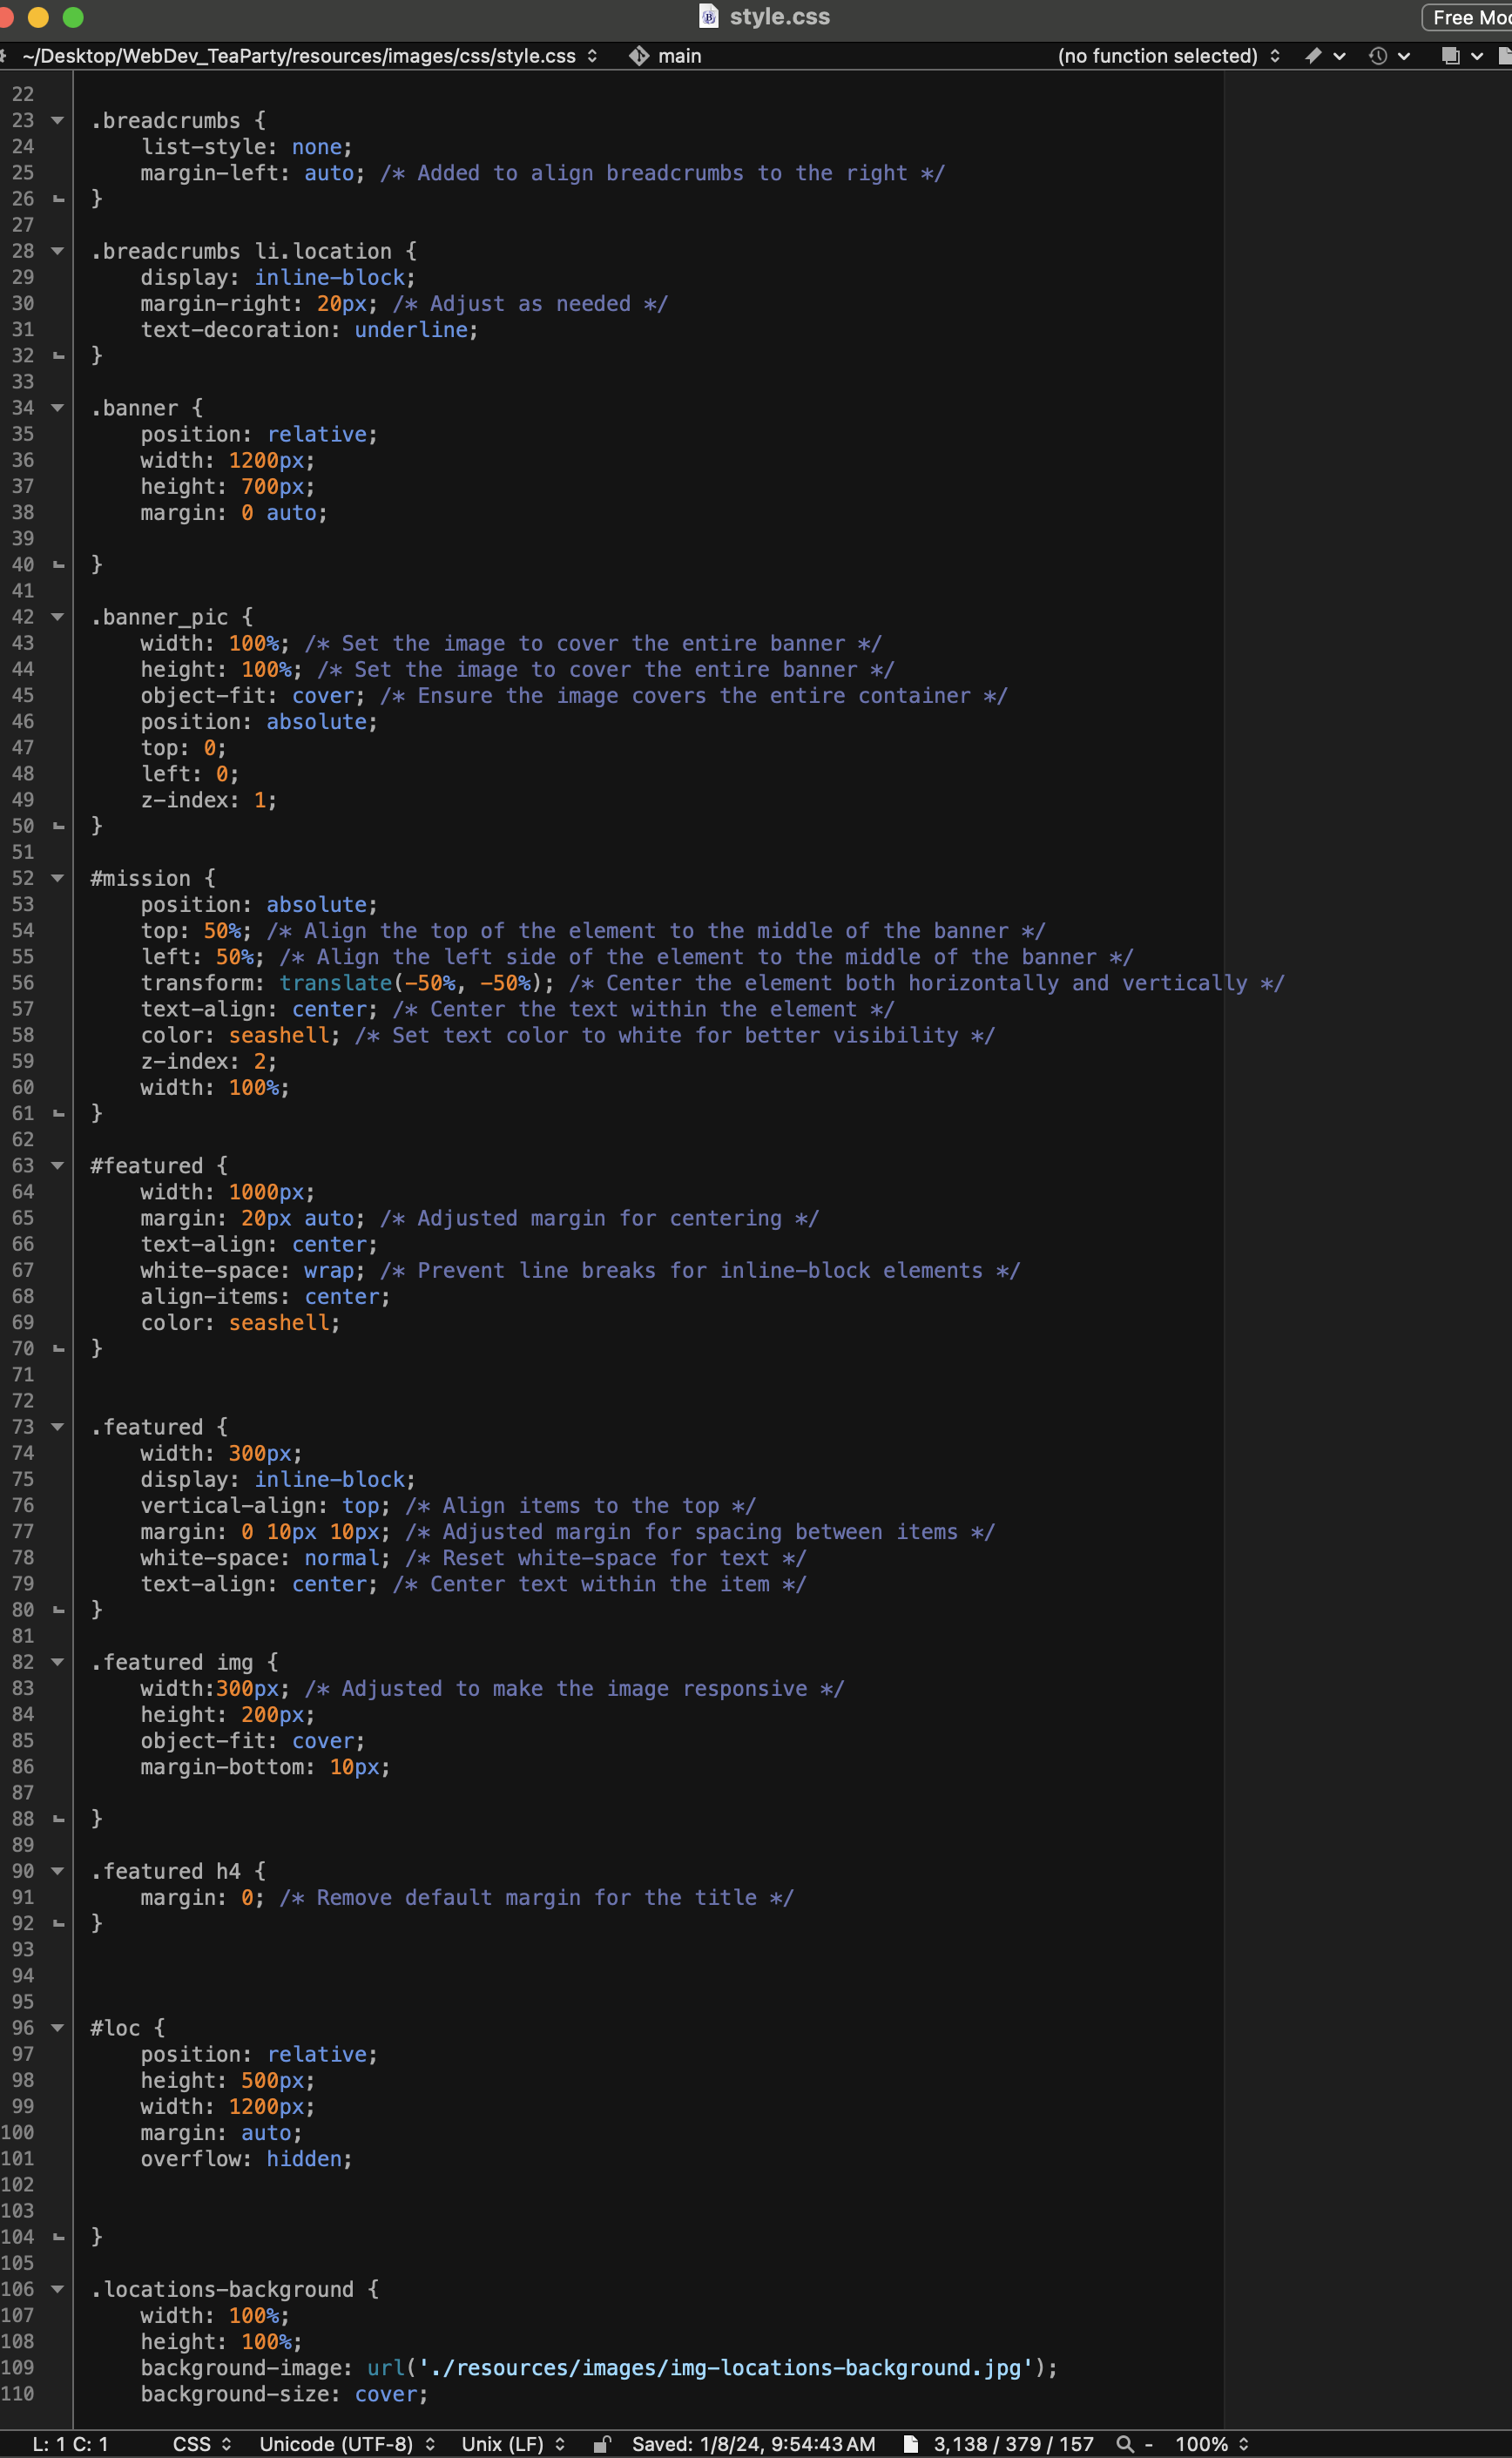 style.css
Free Mod
~/Desktop/WebDev_TeaParty/resources/images/css/style.css main (no function selected)
22
23 .breadcrumbs {
24     list-style: none;
25     margin-left: auto; /* Added to align breadcrumbs to the right */
26 }
27
28 .breadcrumbs li.location {
29     display: inline-block;
30     margin-right: 20px; /* Adjust as needed */
31     text-decoration: underline;
32 }
33
34 .banner {
35     position: relative;
36     width: 1200px;
37     height: 700px;
38     margin: 0 auto;
39
40 }
41
42 .banner_pic {
43     width: 100%; /* Set the image to cover the entire banner */
44     height: 100%; /* Set the image to cover the entire banner */
45     object-fit: cover; /* Ensure the image covers the entire container */
46     position: absolute;
47     top: 0;
48     left: 0;
49     z-index: 1;
50 }
51
52 #mission {
53     position: absolute;
54     top: 50%; /* Align the top of the element to the middle of the banner */
55     left: 50%; /* Align the left side of the element to the middle of the banner */
56     transform: translate(-50%, -50%); /* Center the element both horizontally and vertically */
57     text-align: center; /* Center the text within the element */
58     color: seashell; /* Set text color to white for better visibility */
59     z-index: 2;
60     width: 100%;
61 }
62
63 #featured {
64     width: 1000px;
65     margin: 20px auto; /* Adjusted margin for centering */
66     text-align: center;
67     white-space: wrap; /* Prevent line breaks for inline-block elements */
68     align-items: center;
69     color: seashell;
70 }
71
72
73 .featured {
74     width: 300px;
75     display: inline-block;
76     vertical-align: top; /* Align items to the top */
77     margin: 0 10px 10px; /* Adjusted margin for spacing between items */
78     white-space: normal; /* Reset white-space for text */
79     text-align: center; /* Center text within the item */
80 }
81
82 .featured img {
83     width:300px; /* Adjusted to make the image responsive */
84     height: 200px;
85     object-fit: cover;
86     margin-bottom: 10px;
87
88 }
89
90 .featured h4 {
91     margin: 0; /* Remove default margin for the title */
92 }
93
94
95
96 #loc {
97     position: relative;
98     height: 500px;
99     width: 1200px;
100     margin: auto;
101     overflow: hidden;
102
103
104 }
105
106 .locations-background {
107     width: 100%;
108     height: 100%;
109     background-image: url('./resources/images/img-locations-background.jpg');
110     background-size: cover;
L: 1 C: 1 CSS Unicode (UTF-8) Unix (LF) Saved: 1/8/24, 9:54:43 AM 3,138 / 379 / 157 - 100%